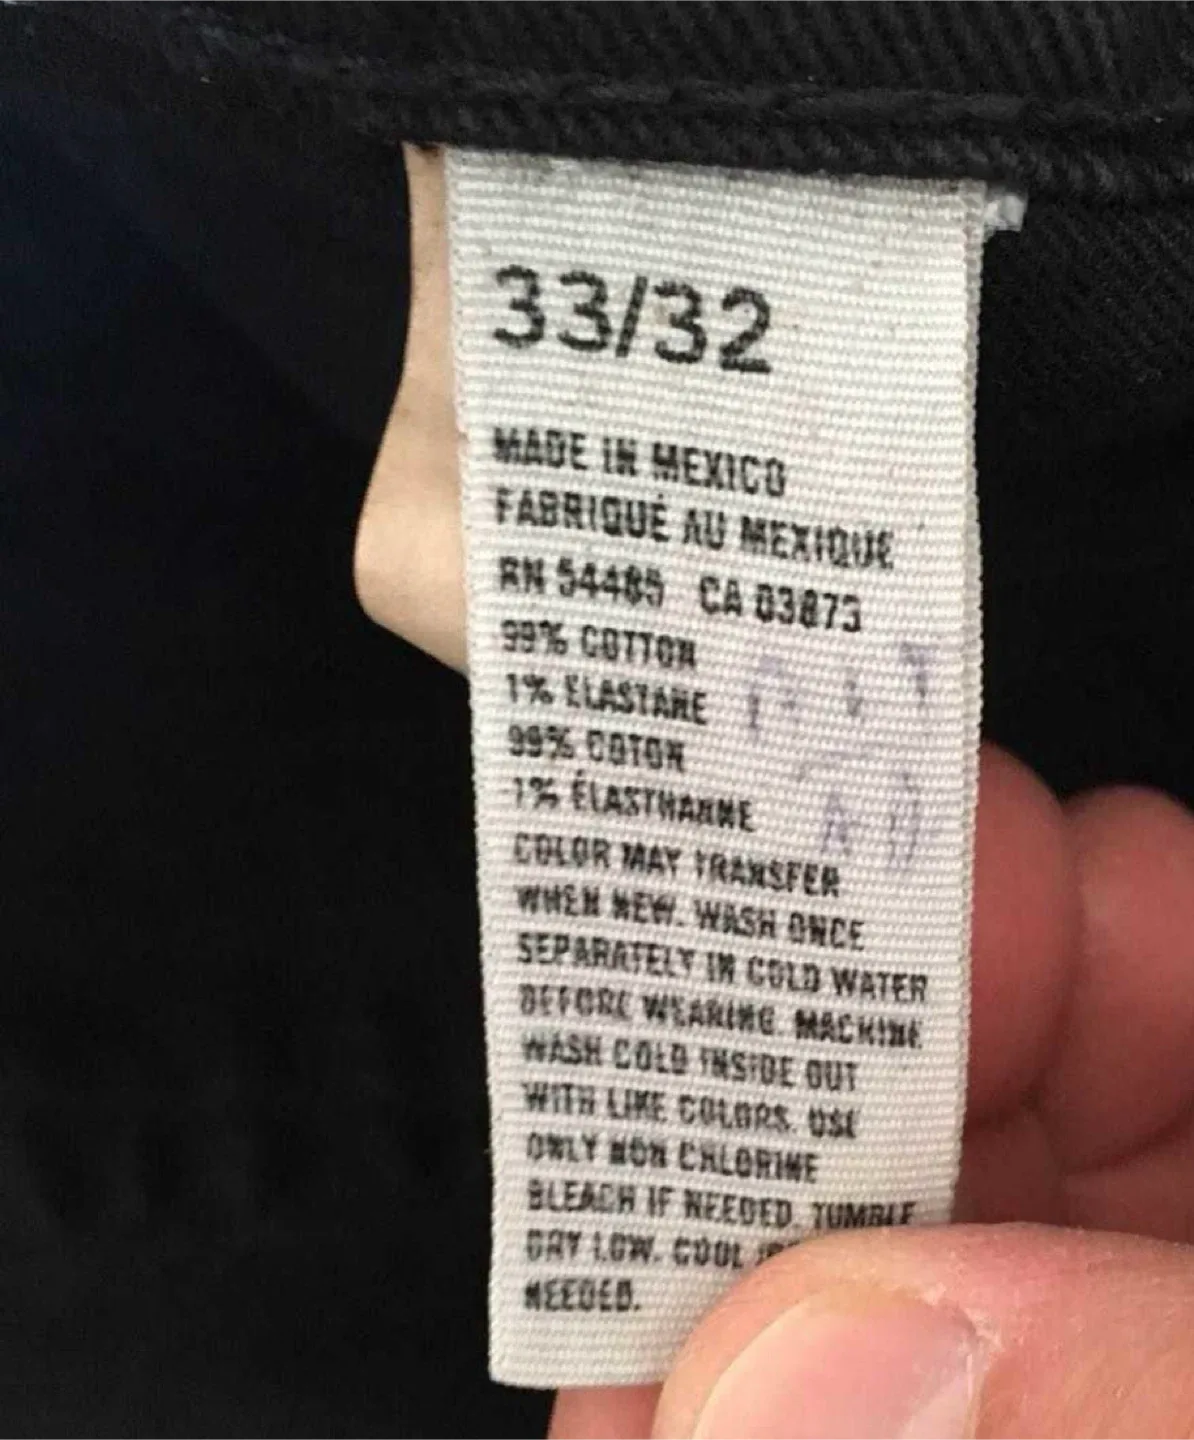 33/32
MADE IN MEXICO
FABRIQUÉ AU MEXIQUE
RN 54485 CA 03873
99% COTTON
1% ELASTANE
99% COTON
1% ÉLASTHANNE
COLOR MAY TRANSFER
WHEN NEW. WASH ONCE
SEPARATELY IN COLD WATER
BEFORE WEARING. MACHINE
WASH COLD INSIDE OUT
WITH LIKE COLORS. USE
ONLY NON CHLORINE
BLEACH IF NEEDED. TUMBLE
DRY LOW. COOL
NEEDED.